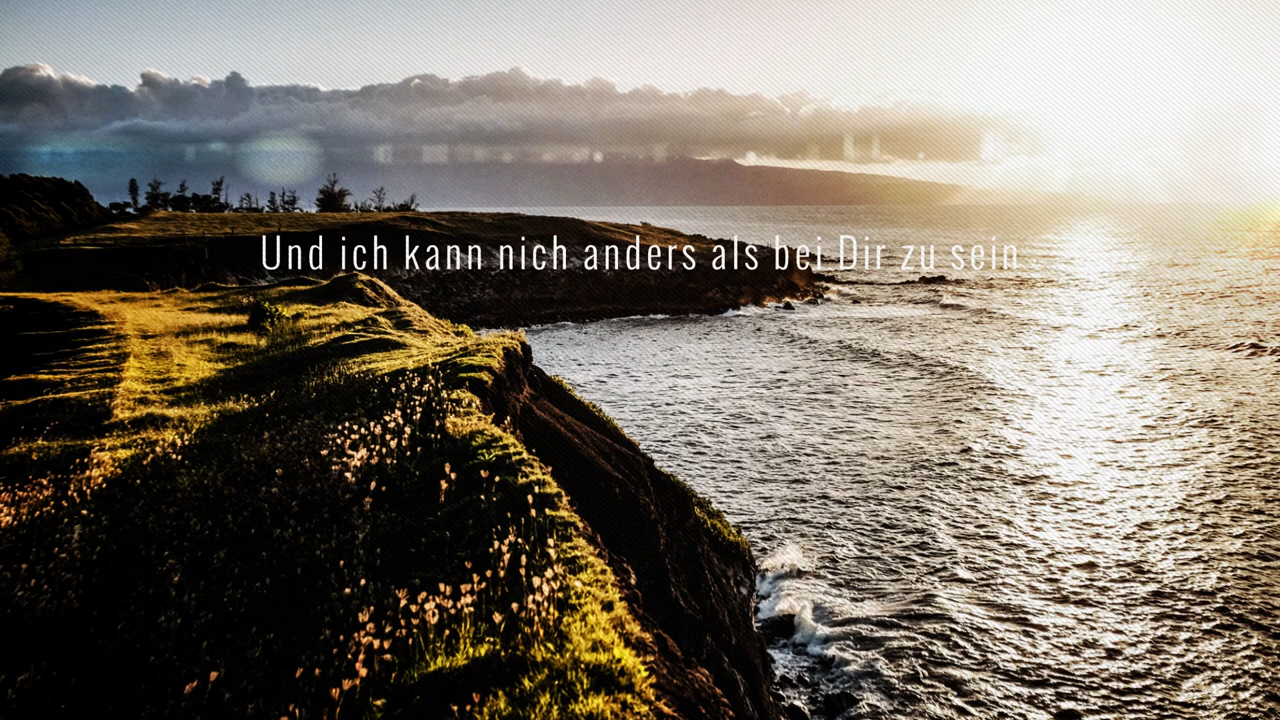 Und ich kann nich anders als bei Dir zu sein